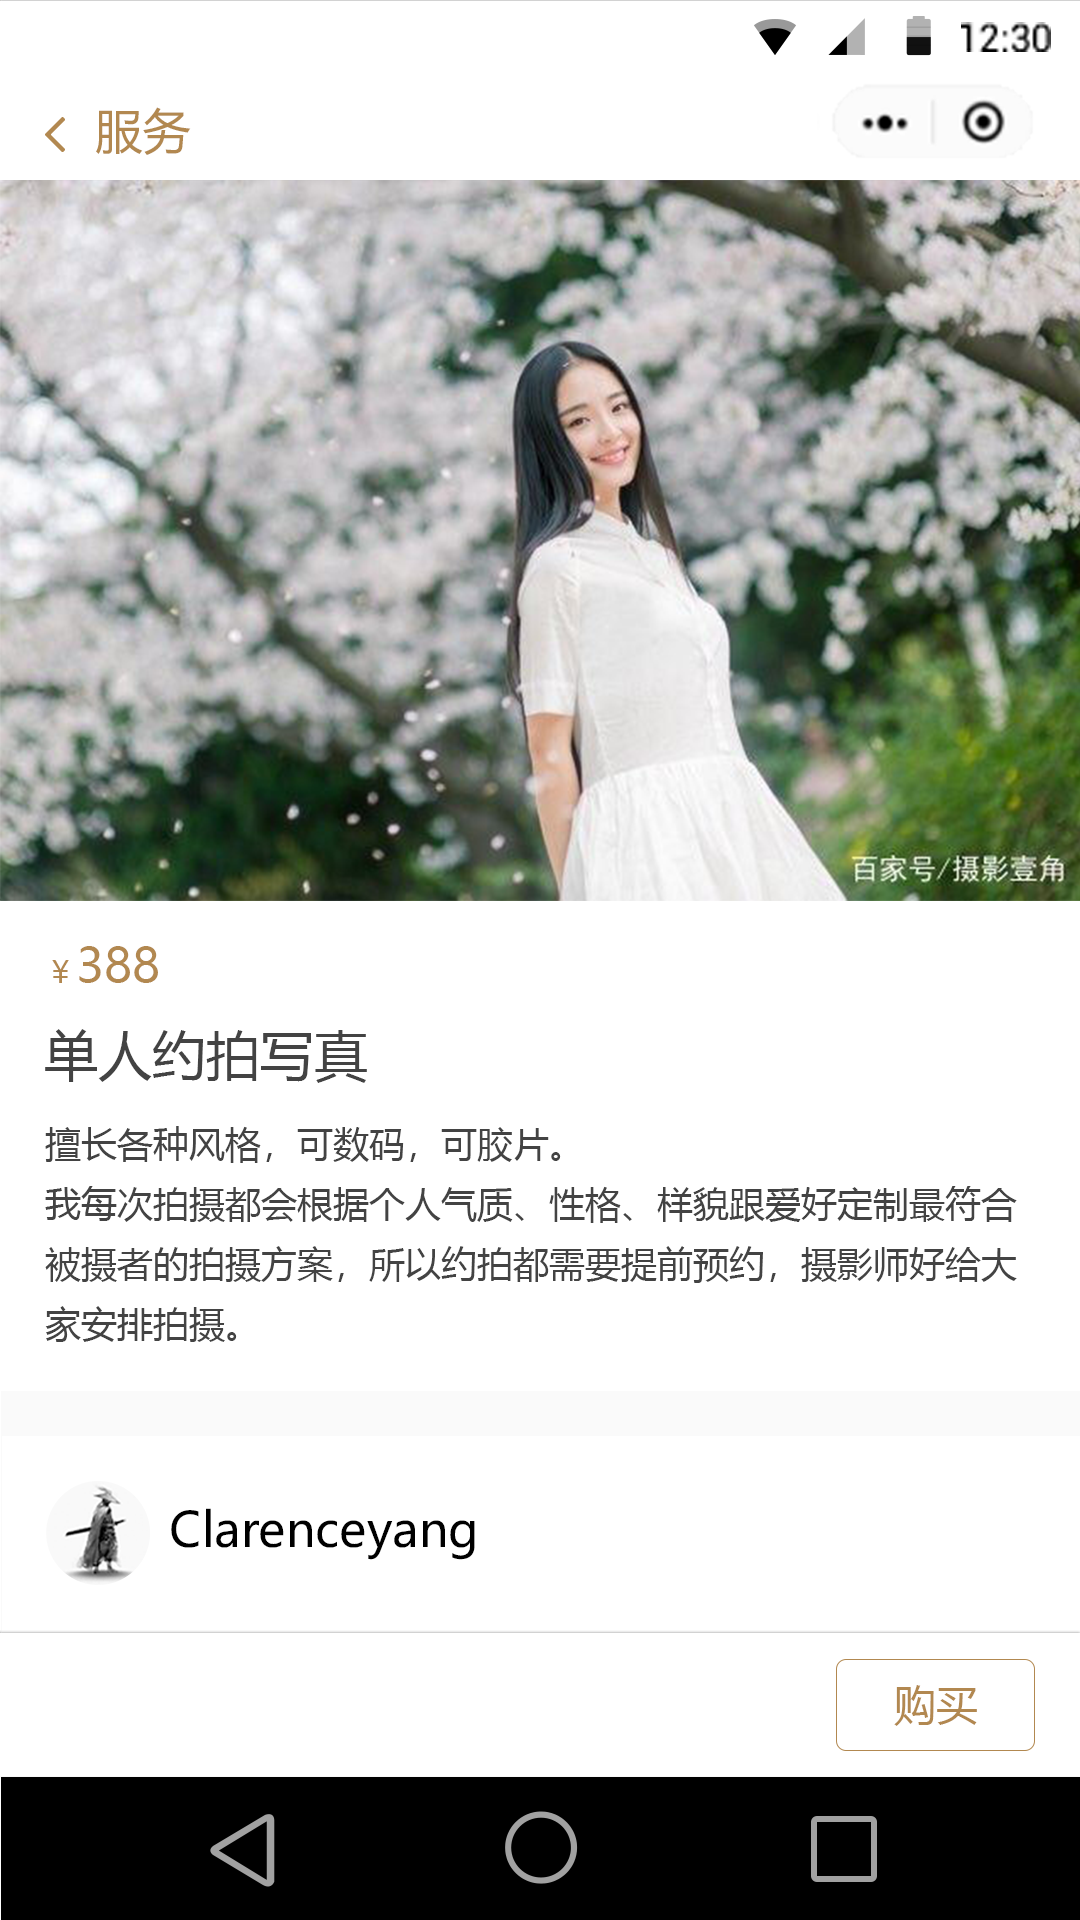 12:30
服务
百家号/摄影壹角
¥388
单人约拍写真
擅长各种风格，可数码，可胶片。
我每次拍摄都会根据个人气质、性格、样貌跟爱好定制最符合
被摄者的拍摄方案，所以约拍都需要提前预约，摄影师好给大
家安排拍摄。
Clarenceyang
购买